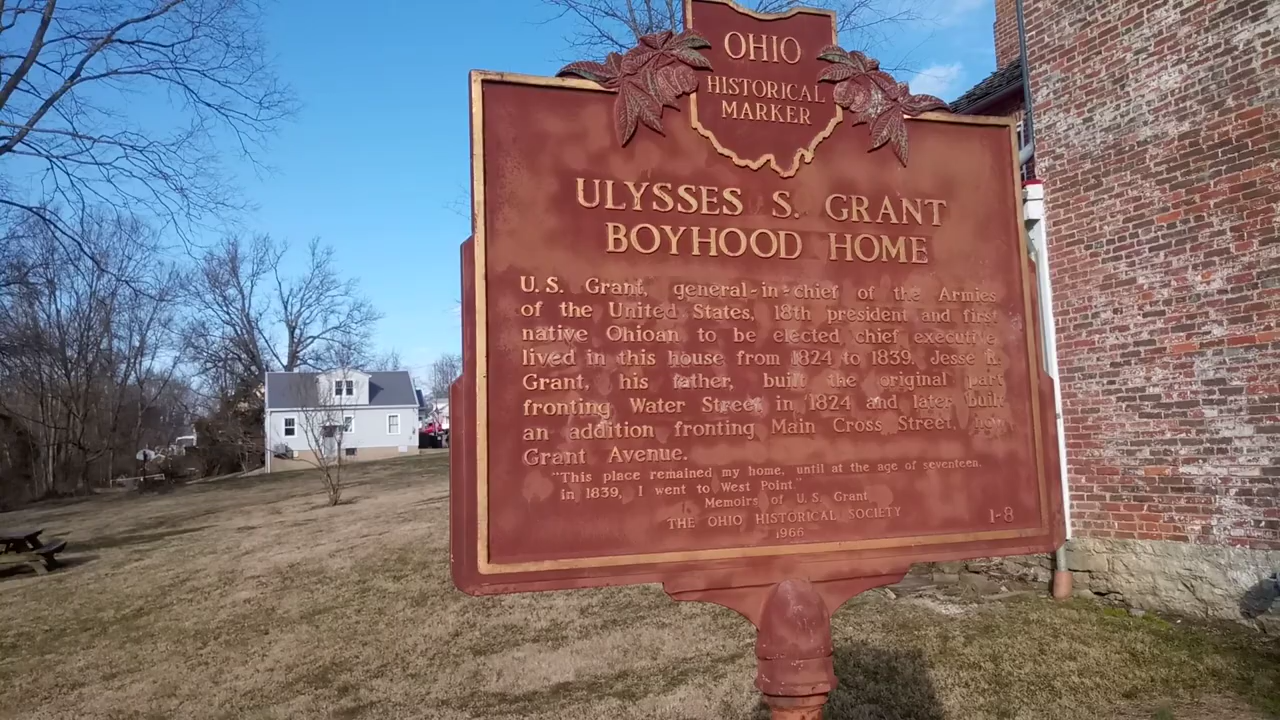 OHIO
HISTORICAL
MARKER
ULYSSES S. GRANT
BOYHOOD HOME
U.S. Grant, general-in-chief of the Armies
of the United States, 18th president and first
native Ohioan to be elected chief executive
lived in this house from 1824 to 1839. Jesse R.
Grant, his father, built the original part
fronting Water Street in 1824 and later built
an addition fronting Main Cross Street, now
Grant Avenue.
"This place remained my home, until at the age of seventeen,
in 1839, I went to West Point."
Memoirs of U.S. Grant
THE OHIO HISTORICAL SOCIETY
1966
1-8